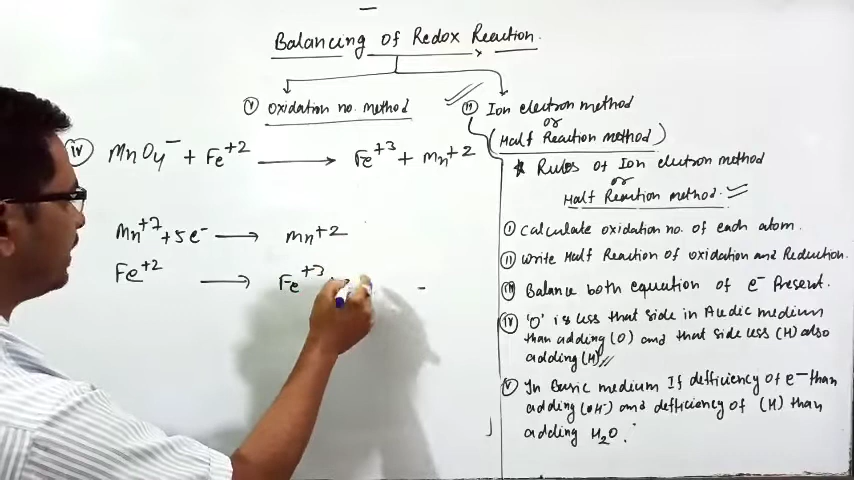 Balancing of Redox Reaction.
(i) Oxidation no. method
(ii) Ion electron method
or
(Half Reaction method)
(iv) MnO4⁻ + Fe⁺² ⟶ Fe⁺³ + Mn⁺²
Mn⁺⁷ + 5e⁻ ⟶ Mn⁺²
Fe⁺² ⟶ Fe⁺³
* Rules of Ion electron method
or
Half Reaction method.
(i) Calculate oxidation no. of each atom.
(ii) Write Half Reaction of oxidation and Reduction.
(iii) Balance both equation of e⁻ Present.
(iv) 'O' is less that side in Acidic medium
than adding (O) and that side less (H) also
adding (H)
(v) In Basic medium If defficiency of e⁻ than
adding (OH⁻) and defficiency of (H) than
adding H₂O.